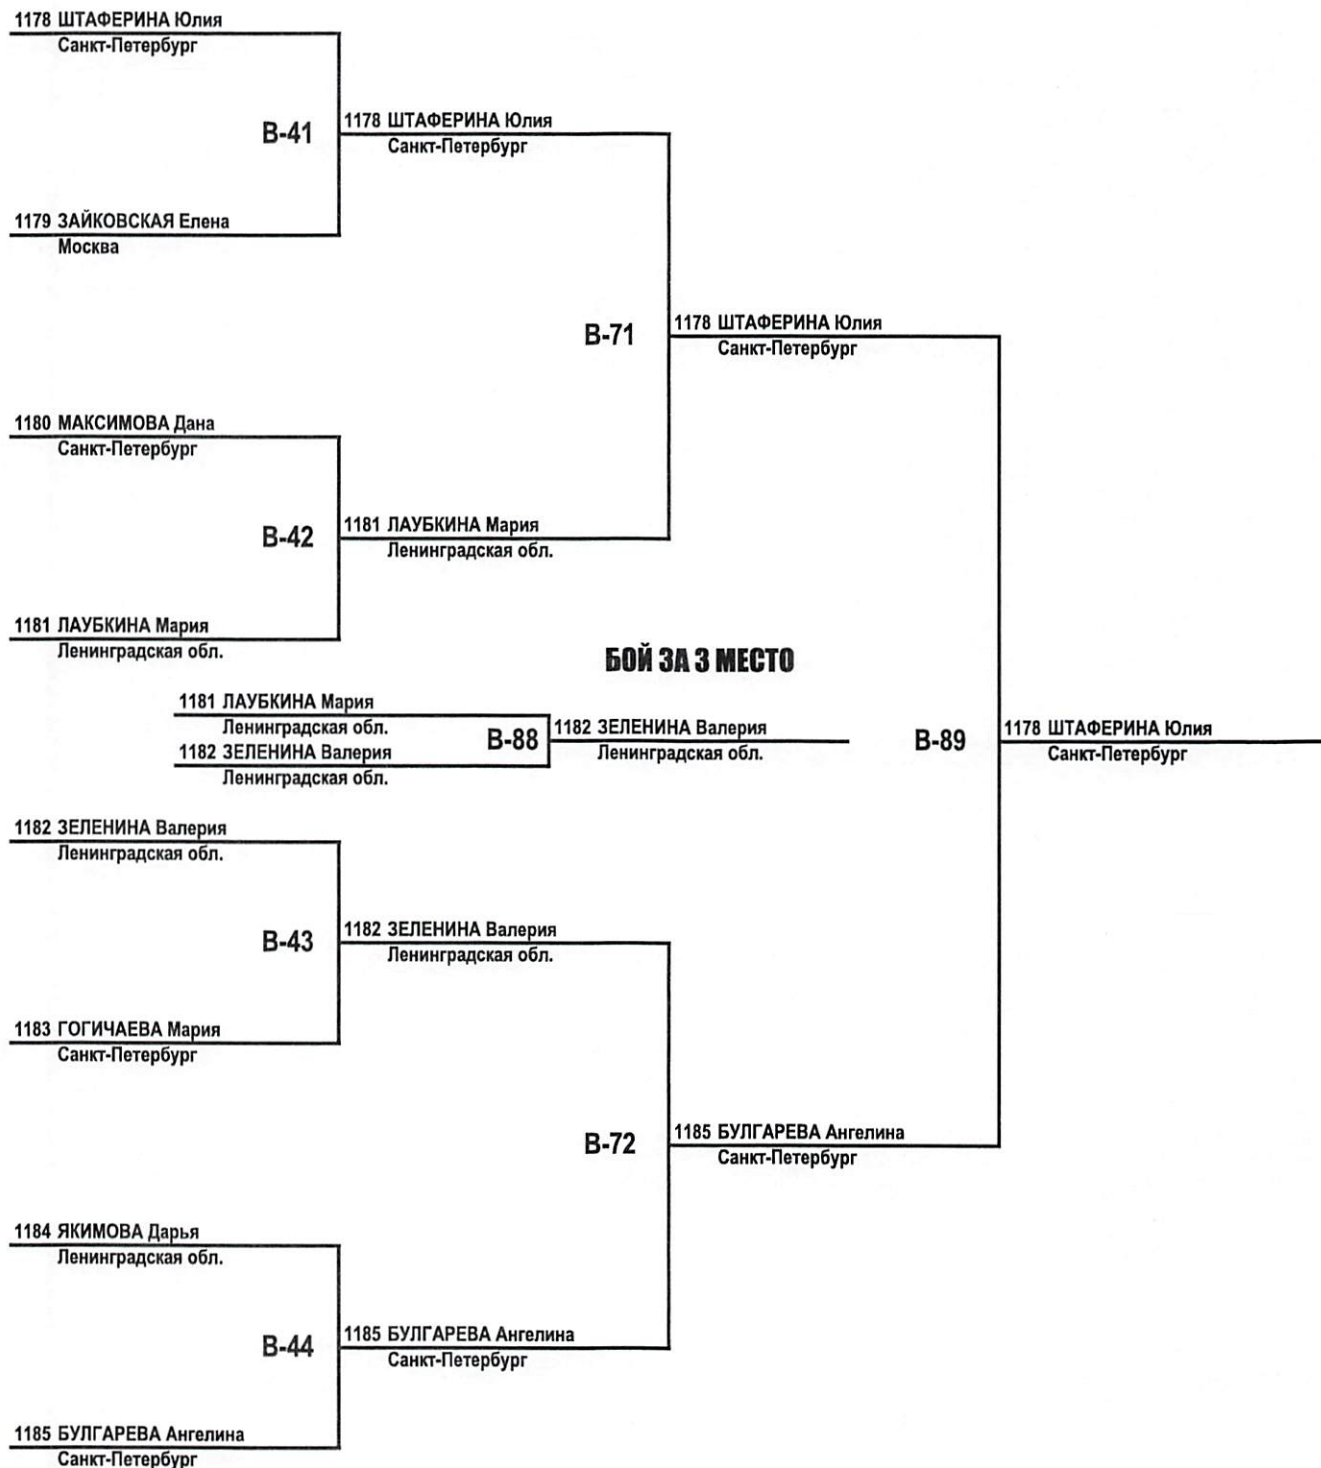 1178 ШТАФЕРИНА Юлия
Санкт-Петербург
B-41
1178 ШТАФЕРИНА Юлия
Санкт-Петербург
1179 ЗАЙКОВСКАЯ Елена
Москва
B-71
1178 ШТАФЕРИНА Юлия
Санкт-Петербург
1180 МАКСИМОВА Дана
Санкт-Петербург
B-42
1181 ЛАУБКИНА Мария
Ленинградская обл.
1181 ЛАУБКИНА Мария
Ленинградская обл.
БОЙ ЗА 3 МЕСТО
1181 ЛАУБКИНА Мария
Ленинградская обл.
B-88
1182 ЗЕЛЕНИНА Валерия
Ленинградская обл.
1182 ЗЕЛЕНИНА Валерия
Ленинградская обл.
B-89
1178 ШТАФЕРИНА Юлия
Санкт-Петербург
1182 ЗЕЛЕНИНА Валерия
Ленинградская обл.
B-43
1182 ЗЕЛЕНИНА Валерия
Ленинградская обл.
1183 ГОГИЧАЕВА Мария
Санкт-Петербург
B-72
1185 БУЛГАРЕВА Ангелина
Санкт-Петербург
1184 ЯКИМОВА Дарья
Ленинградская обл.
B-44
1185 БУЛГАРЕВА Ангелина
Санкт-Петербург
1185 БУЛГАРЕВА Ангелина
Санкт-Петербург